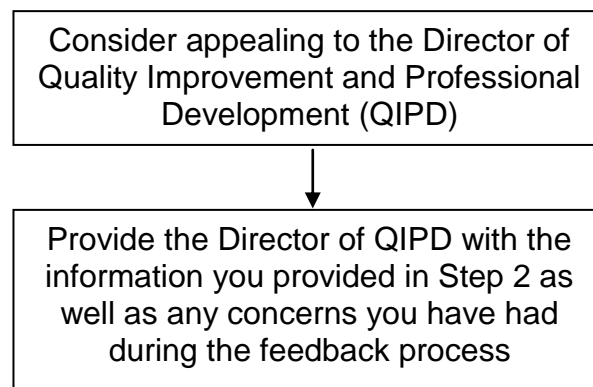 Consider appealing to the Director of
Quality Improvement and Professional
Development (QIPD)
Provide the Director of QIPD with the
information you provided in Step 2 as
well as any concerns you have had
during the feedback process